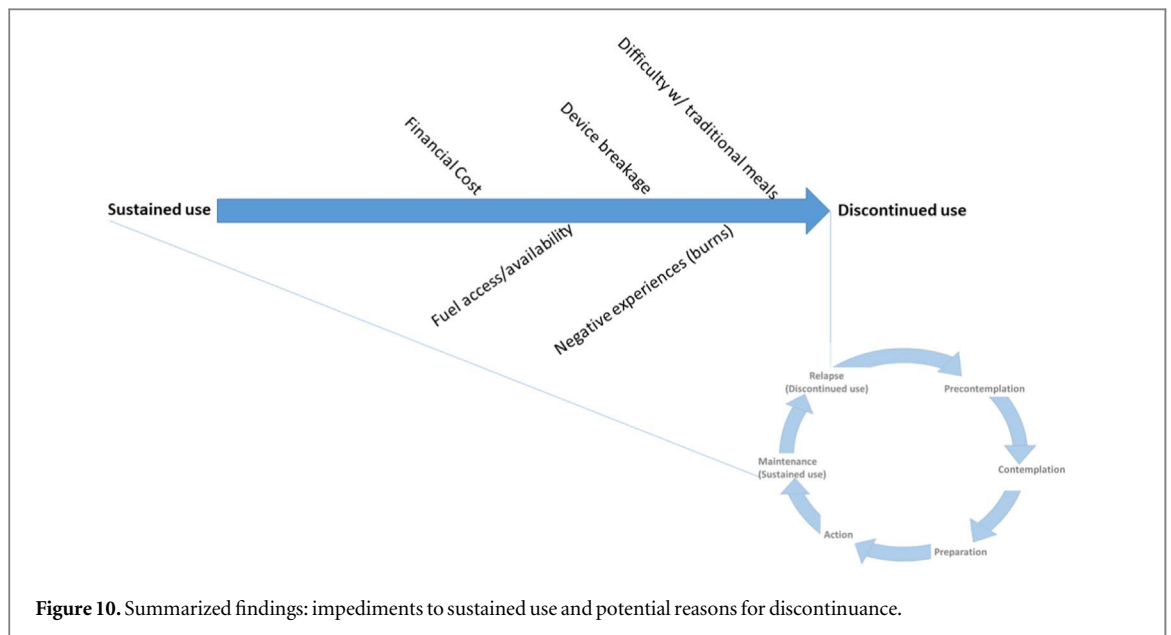 Difficulty w/ traditional meals
Device breakage
Financial Cost
Sustained use
Discontinued use
Fuel access/availability
Negative experiences (burns)
Relapse
(Discontinued use)
Precontemplation
Maintenance
(Sustained use)
Contemplation
Action
Preparation
Figure 10. Summarized findings: impediments to sustained use and potential reasons for discontinuance.